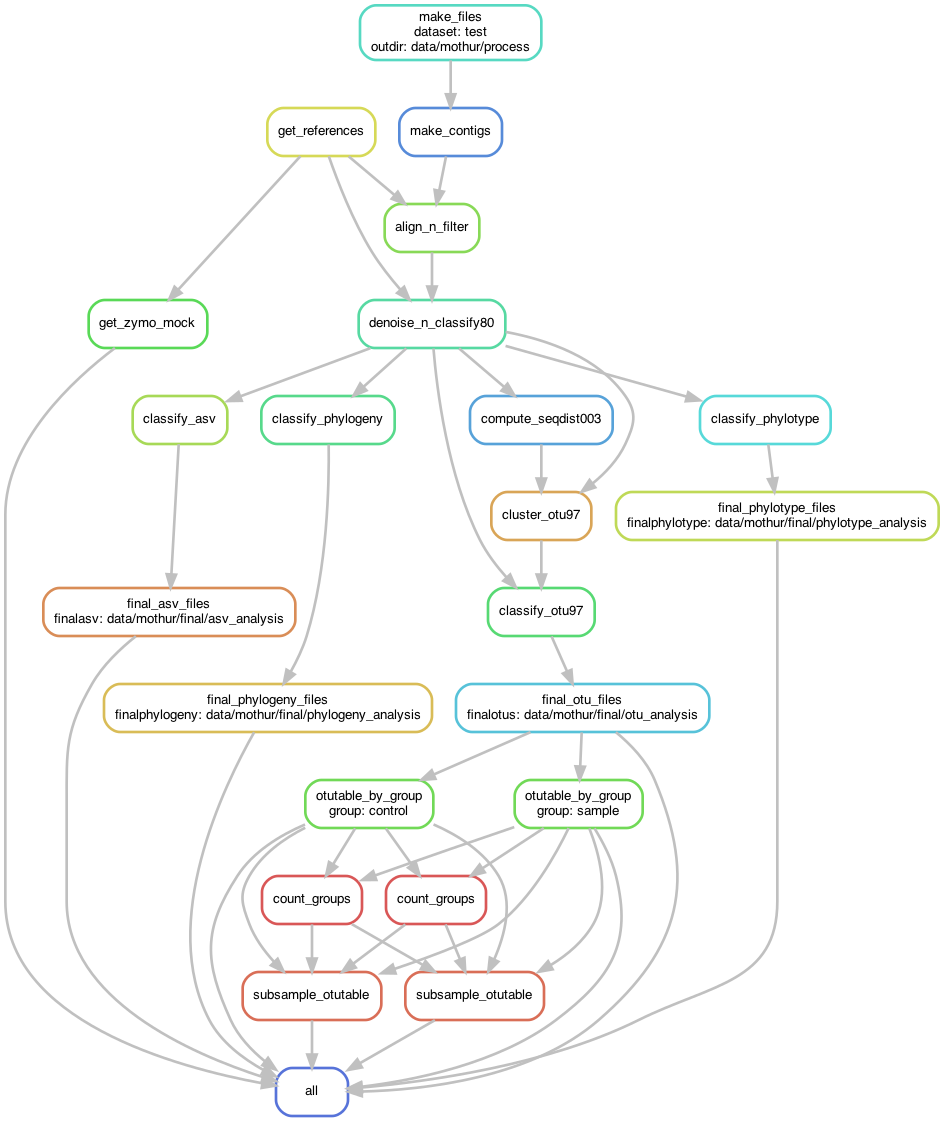 make_files
dataset: test
outdir: data/mothur/process
get_references
make_contigs
align_n_filter
get_zymo_mock
denoise_n_classify80
classify_asv
classify_phylogeny
compute_seqdist003
classify_phylotype
cluster_otu97
final_phylotype_files
finalphylotype: data/mothur/final/phylotype_analysis
final_asv_files
finalasv: data/mothur/final/asv_analysis
classify_otu97
final_phylogeny_files
finalphylogeny: data/mothur/final/phylogeny_analysis
final_otu_files
finalotus: data/mothur/final/otu_analysis
otutable_by_group
group: control
otutable_by_group
group: sample
count_groups
count_groups
subsample_otutable
subsample_otutable
all